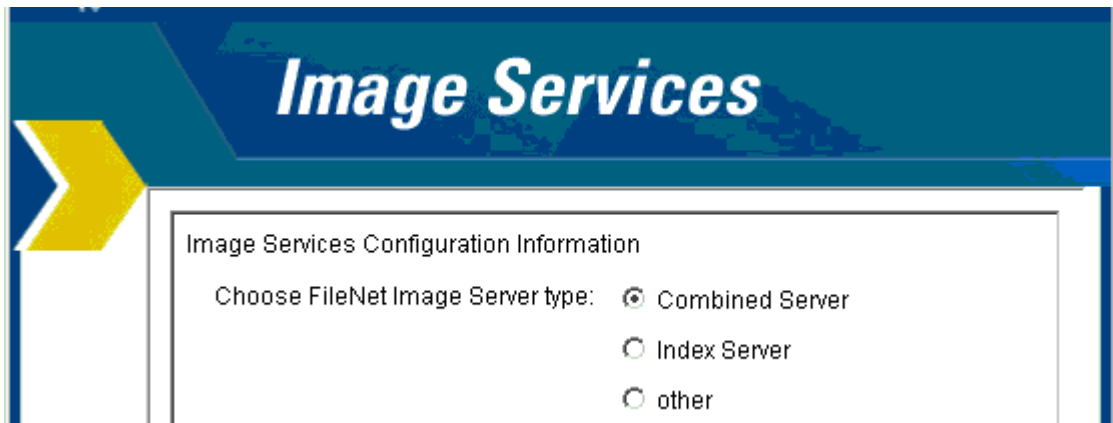 Image Services
Image Services Configuration Information
Choose FileNet Image Server type: Combined Server
Index Server
other